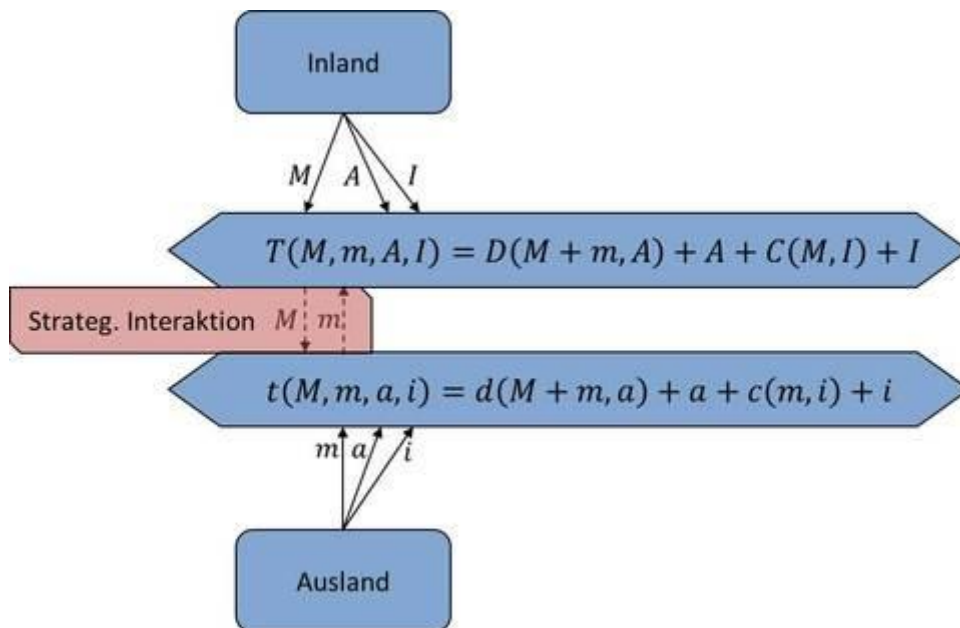 Inland
M A I
T(M, m, A, I) = D(M + m, A) + A + C(M, I) + I
Strateg. Interaktion M m
t(M, m, a, i) = d(M + m, a) + a + c(m, i) + i
m a i
Ausland